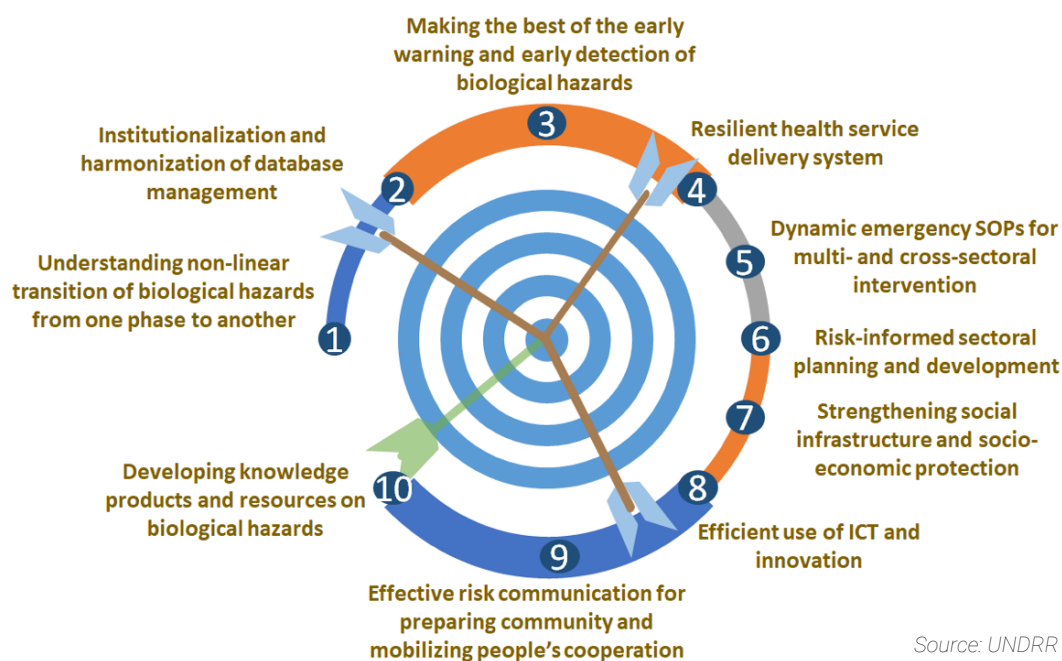 1
Understanding non-linear
transition of biological hazards
from one phase to another
2
Institutionalization and
harmonization of database
management
3
Making the best of the early
warning and early detection of
biological hazards
4
Resilient health service
delivery system
5
Dynamic emergency SOPs for
multi- and cross-sectoral
intervention
6
Risk-informed sectoral
planning and development
7
Strengthening social
infrastructure and socio-
economic protection
8
Efficient use of ICT and
innovation
9
Effective risk communication for
preparing community and
mobilizing people's cooperation
10
Developing knowledge
products and resources on
biological hazards
Source: UNDRR